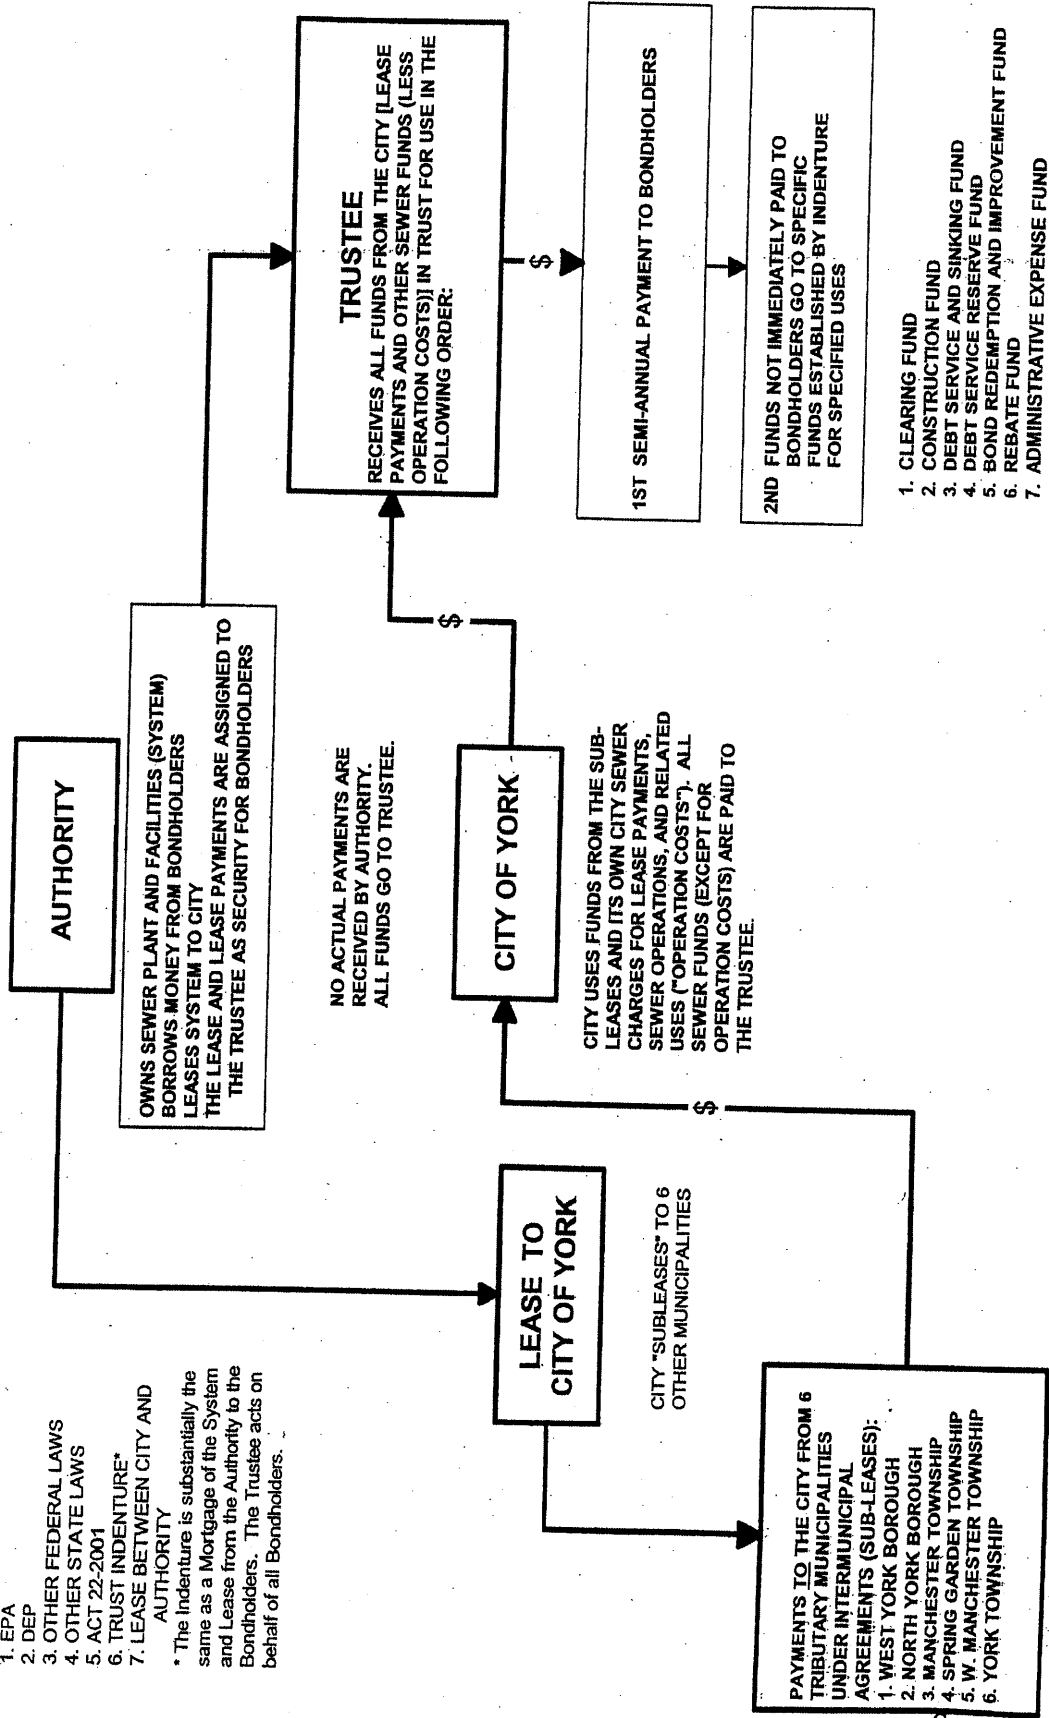 1. EPA
2. DEP
3. OTHER FEDERAL LAWS
4. OTHER STATE LAWS
5. ACT 22-2001
6. TRUST INDENTURE*
7. LEASE BETWEEN CITY AND
AUTHORITY
* The Indenture is substantially the
same as a Mortgage of the System
and Lease from the Authority to the
Bondholders. The Trustee acts on
behalf of all Bondholders.
AUTHORITY
OWNS SEWER PLANT AND FACILITIES (SYSTEM)
BORROWS MONEY FROM BONDHOLDERS
LEASES SYSTEM TO CITY
THE LEASE AND LEASE PAYMENTS ARE ASSIGNED TO
THE TRUSTEE AS SECURITY FOR BONDHOLDERS
NO ACTUAL PAYMENTS ARE
RECEIVED BY AUTHORITY.
ALL FUNDS GO TO TRUSTEE.
TRUSTEE
RECEIVES ALL FUNDS FROM THE CITY [LEASE
PAYMENTS AND OTHER SEWER FUNDS (LESS
OPERATION COSTS)] IN TRUST FOR USE IN THE
FOLLOWING ORDER:
$
1ST SEMI-ANNUAL PAYMENT TO BONDHOLDERS
2ND FUNDS NOT IMMEDIATELY PAID TO
BONDHOLDERS GO TO SPECIFIC
FUNDS ESTABLISHED BY INDENTURE
FOR SPECIFIED USES
1. CLEARING FUND
2. CONSTRUCTION FUND
3. DEBT SERVICE AND SINKING FUND
4. DEBT SERVICE RESERVE FUND
5. BOND REDEMPTION AND IMPROVEMENT FUND
6. REBATE FUND
7. ADMINISTRATIVE EXPENSE FUND
$
CITY OF YORK
CITY USES FUNDS FROM THE SUB-
LEASES AND ITS OWN CITY SEWER
CHARGES FOR LEASE PAYMENTS,
SEWER OPERATIONS, AND RELATED
USES ("OPERATION COSTS"). ALL
SEWER FUNDS (EXCEPT FOR
OPERATION COSTS) ARE PAID TO
THE TRUSTEE.
$
LEASE TO
CITY OF YORK
CITY "SUBLEASES" TO 6
OTHER MUNICIPALITIES
PAYMENTS TO THE CITY FROM 6
TRIBUTARY MUNICIPALITIES
UNDER INTERMUNICIPAL
AGREEMENTS (SUB-LEASES):
1. WEST YORK BOROUGH
2. NORTH YORK BOROUGH
3. MANCHESTER TOWNSHIP
4. SPRING GARDEN TOWNSHIP
5. W. MANCHESTER TOWNSHIP
6. YORK TOWNSHIP